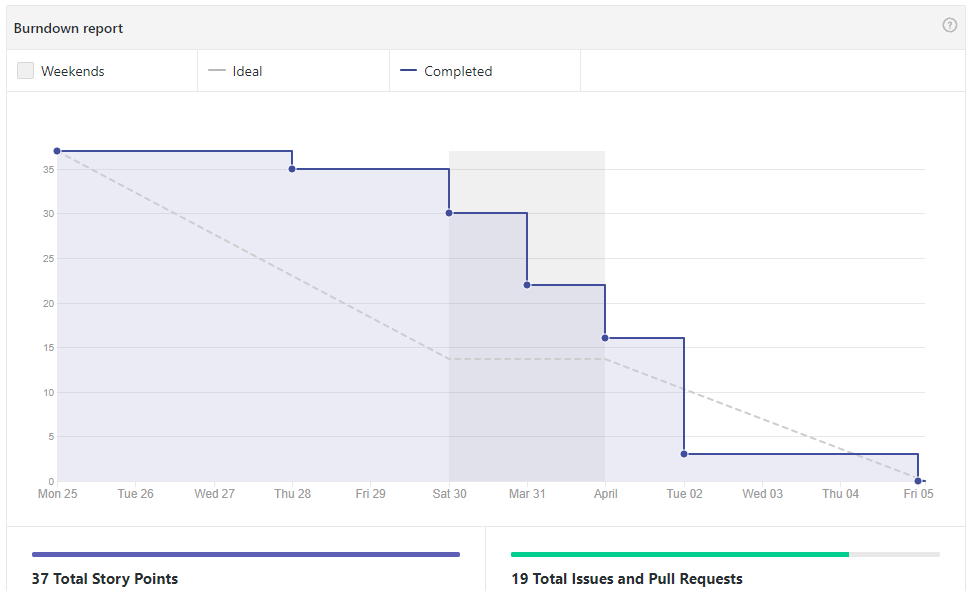 Burndown report
?
Weekends
Ideal
Completed
35
30
25
20
15
10
5
0
Mon 25 Tue 26 Wed 27 Thu 28 Fri 29 Sat 30 Mar 31 April Tue 02 Wed 03 Thu 04 Fri 05
37 Total Story Points
19 Total Issues and Pull Requests